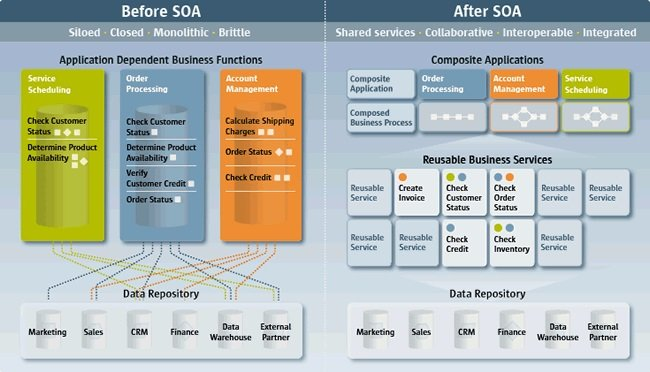 Before SOA
Siloed · Closed · Monolithic · Brittle
Application Dependent Business Functions
Service
Scheduling
Check Customer
Status
Determine Product
Availability
Order
Processing
Check Customer
Status
Determine Product
Availability
Verify
Customer Credit
Order Status
Account
Management
Calculate Shipping
Charges
Order Status
Check Credit
Data Repository
Marketing
Sales
CRM
Finance
Data
Warehouse
External
Partner
After SOA
Shared services · Collaborative · Interoperable · Integrated
Composite Applications
Composite
Application
Order
Processing
Account
Management
Service
Scheduling
Composed
Business Process
Reusable Business Services
Reusable
Service
Create
Invoice
Check
Customer
Status
Check
Order
Status
Reusable
Service
Reusable
Service
Reusable
Service
Reusable
Service
Check
Credit
Check
Inventory
Reusable
Service
Data Repository
Marketing
Sales
CRM
Finance
Data
Warehouse
External
Partner